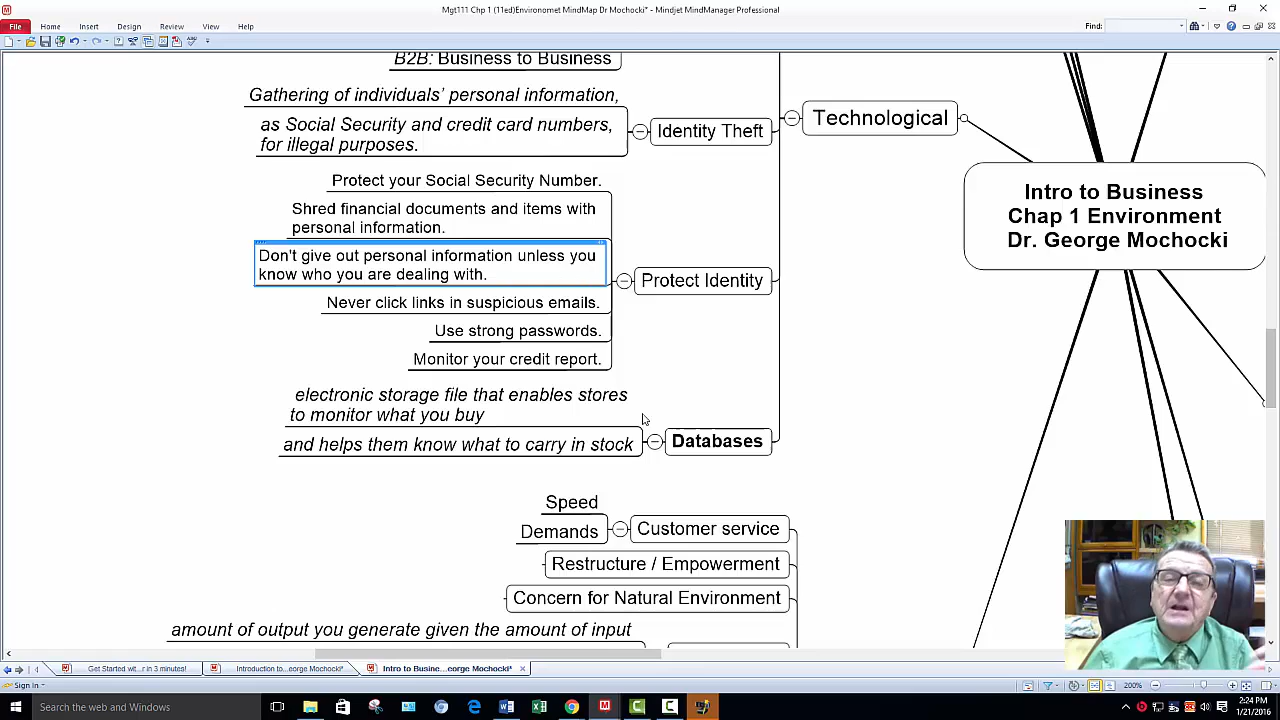 Mgt111 Chp 1 (11ed)Environomet MindMap Dr Mochocki* - Mindjet MindManager Professional
File Home Insert Design Review View Help
Find:
B2B: Business to Business
Gathering of individuals' personal information,
as Social Security and credit card numbers,
for illegal purposes.
Identity Theft
Technological
Intro to Business
Chap 1 Environment
Dr. George Mochocki
Protect your Social Security Number.
Shred financial documents and items with
personal information.
Don't give out personal information unless you
know who you are dealing with.
Never click links in suspicious emails.
Use strong passwords.
Monitor your credit report.
Protect Identity
electronic storage file that enables stores
to monitor what you buy
and helps them know what to carry in stock
Databases
Speed
Demands
Customer service
Restructure / Empowerment
Concern for Natural Environment
amount of output you generate given the amount of input
Get Started wit...r in 3 minutes!
Introduction to...eorge Mochocki*
Intro to Busine...eorge Mochocki*
Sign In
200%
Search the web and Windows
2:24 PM
1/21/2016